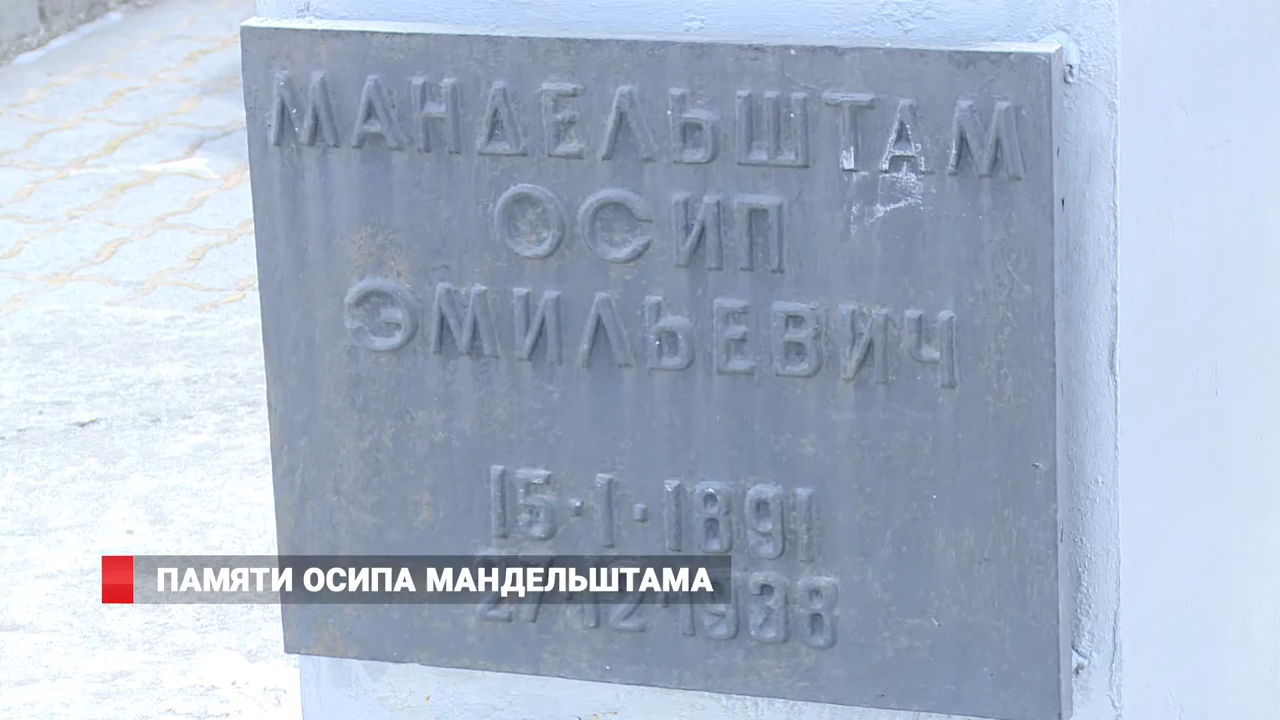 МАНДЕЛЬШТАМ
ОСИП
ЭМИЛЬЕВИЧ
15·1·1891
27·12·1938
ПАМЯТИ ОСИПА МАНДЕЛЬШТАМА